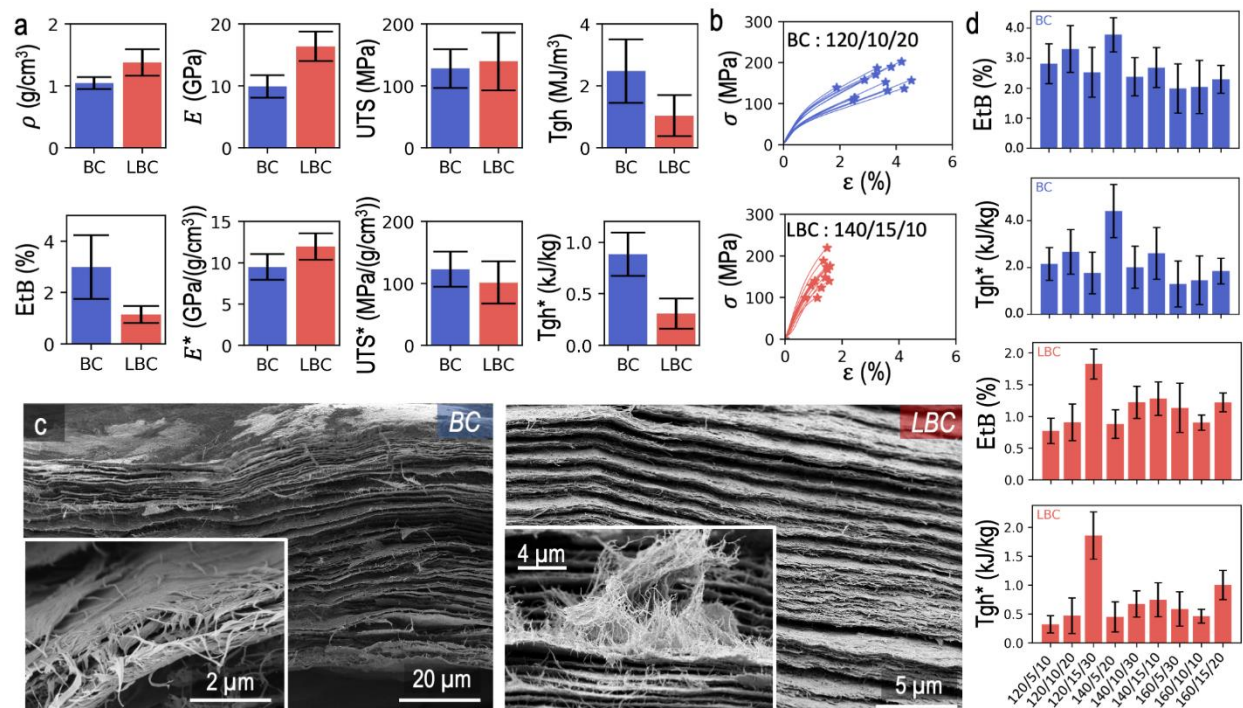 a
ρ (g/cm³)
2
1
0
BC LBC
E (GPa)
20
10
0
BC LBC
UTS (MPa)
200
100
0
BC LBC
Tgh (MJ/m³)
4
2
0
BC LBC
EtB (%)
4
2
0
BC LBC
E* (GPa/(g/cm³))
15
10
5
0
BC LBC
UTS* (MPa/(g/cm³))
200
100
0
BC LBC
Tgh* (kJ/kg)
1.0
0.5
0.0
BC LBC
b
BC : 120/10/20
σ (MPa)
300
200
100
0
0 2 4 6
ε (%)
LBC : 140/15/10
σ (MPa)
300
200
100
0
0 2 4 6
ε (%)
c
BC
2 μm
20 μm
LBC
4 μm
5 μm
d
BC
EtB (%)
4.0
3.0
2.0
1.0
0.0
BC
Tgh* (kJ/kg)
4.0
2.0
0.0
LBC
EtB (%)
2.0
1.5
1.0
0.5
0.0
LBC
Tgh* (kJ/kg)
2.0
1.5
1.0
0.5
0.0
120/5/10
120/10/20
120/15/30
140/5/20
140/10/30
140/15/10
160/5/30
160/10/10
160/15/20